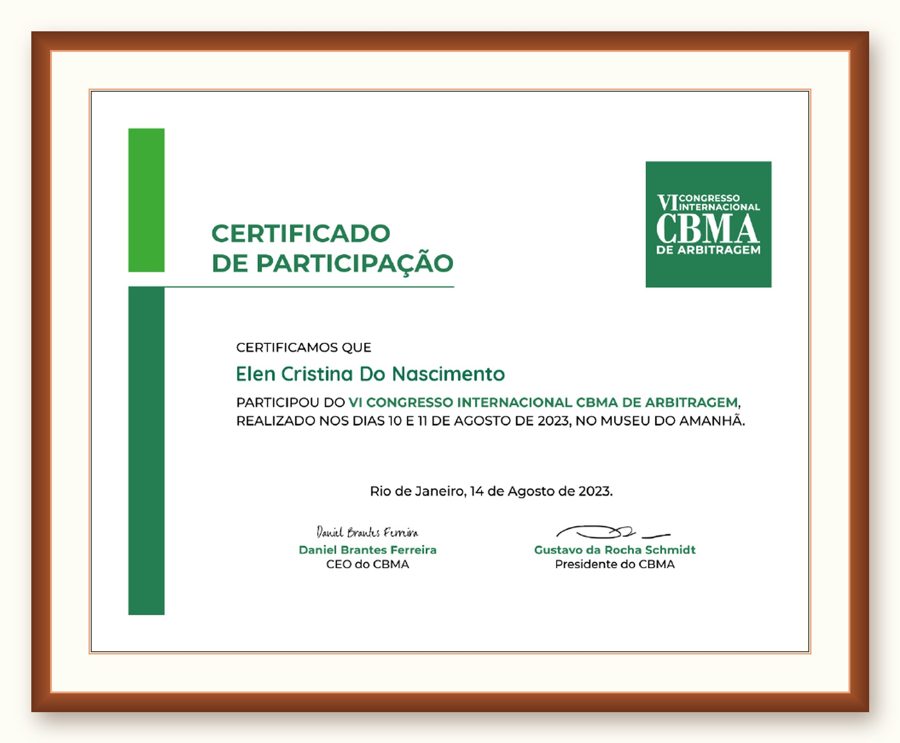 CERTIFICADO
DE PARTICIPAÇÃO
VI CONGRESSO
INTERNACIONAL
CBMA
DE ARBITRAGEM
CERTIFICAMOS QUE
Elen Cristina Do Nascimento
PARTICIPOU DO VI CONGRESSO INTERNACIONAL CBMA DE ARBITRAGEM,
REALIZADO NOS DIAS 10 E 11 DE AGOSTO DE 2023, NO MUSEU DO AMANHÃ.
Rio de Janeiro, 14 de Agosto de 2023.
Daniel Brantes Ferreira
Daniel Brantes Ferreira
CEO do CBMA
Gustavo da Rocha Schmidt
Presidente do CBMA